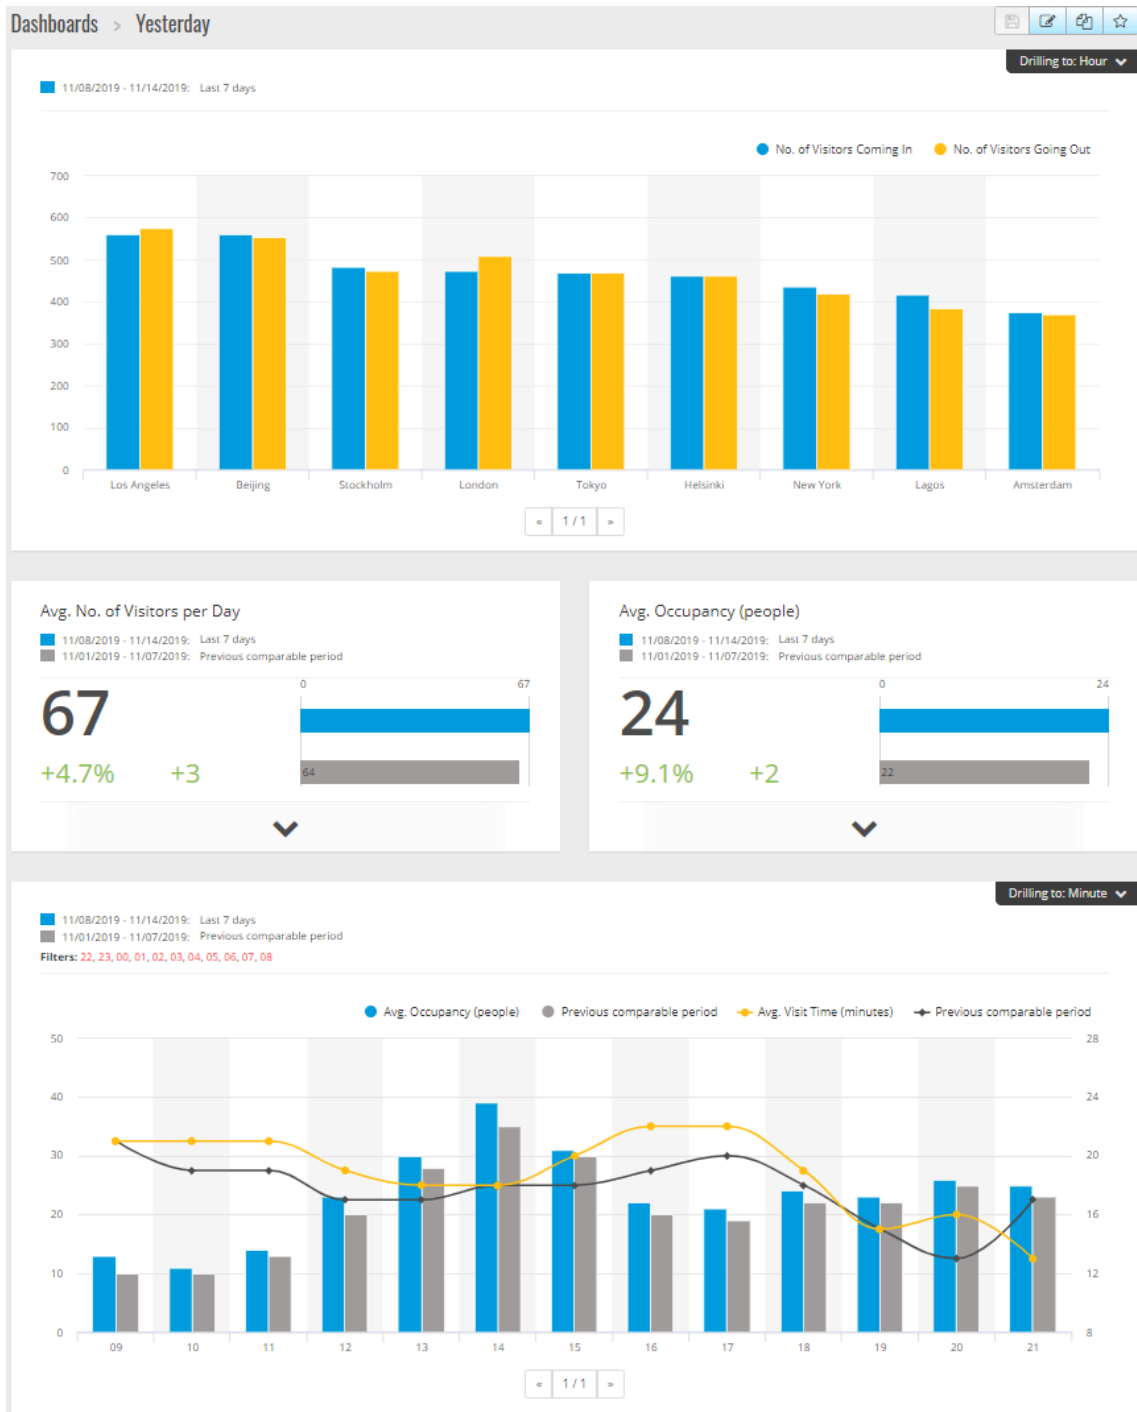 Dashboards > Yesterday
Drilling to: Hour
11/08/2019 - 11/14/2019: Last 7 days
No. of Visitors Coming In No. of Visitors Going Out
700
600
500
400
300
200
100
0
Los Angeles Beijing Stockholm London Tokyo Helsinki New York Lagos Amsterdam
« 1 / 1 »
Avg. No. of Visitors per Day
11/08/2019 - 11/14/2019: Last 7 days
11/01/2019 - 11/07/2019: Previous comparable period
0 67
67
+4.7% +3
64
Avg. Occupancy (people)
11/08/2019 - 11/14/2019: Last 7 days
11/01/2019 - 11/07/2019: Previous comparable period
0 24
24
+9.1% +2
22
Drilling to: Minute
11/08/2019 - 11/14/2019: Last 7 days
11/01/2019 - 11/07/2019: Previous comparable period
Filters: 22, 23, 00, 01, 02, 03, 04, 05, 06, 07, 08
Avg. Occupancy (people) Previous comparable period Avg. Visit Time (minutes) Previous comparable period
50 28
40 24
30 20
20 16
10 12
0 8
09 10 11 12 13 14 15 16 17 18 19 20 21
« 1 / 1 »